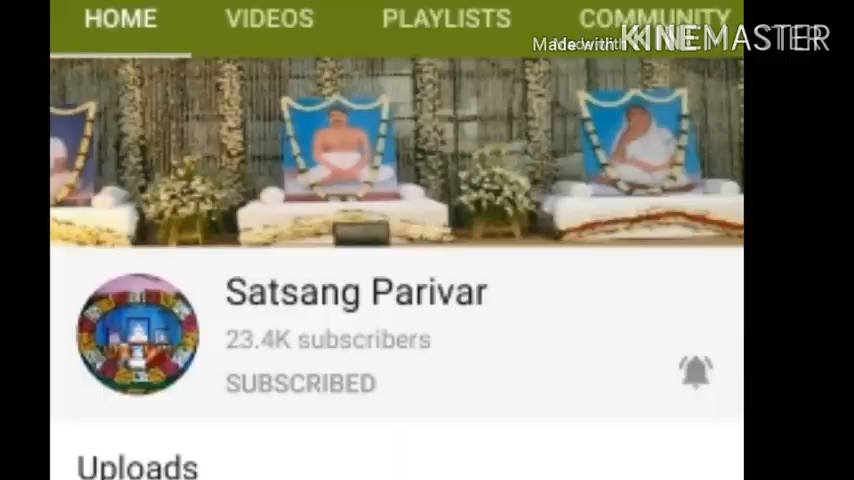 HOME VIDEOS PLAYLISTS COMMUNITY
Made with KINEMASTER
Satsang Parivar
23.4K subscribers
SUBSCRIBED
Uploads